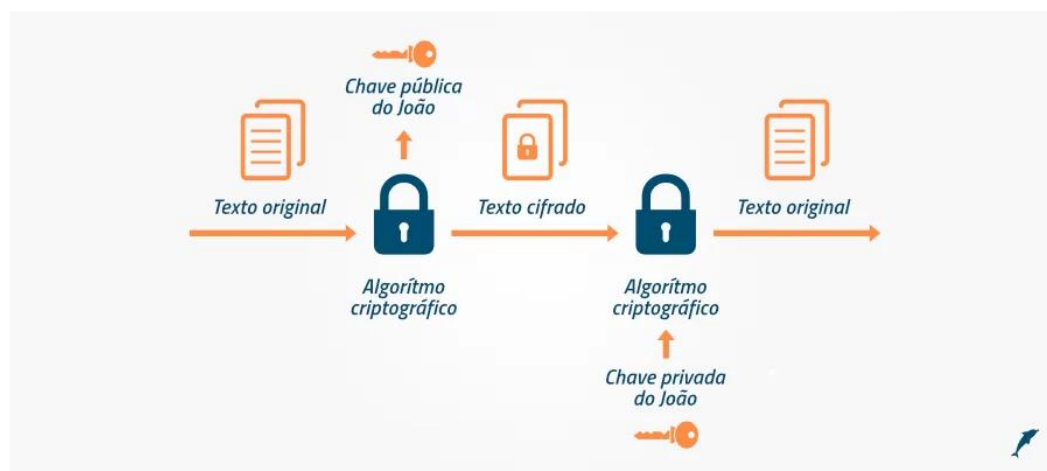 Chave pública
do João
Texto original
Texto cifrado
Texto original
Algorítmo
criptográfico
Algorítmo
criptográfico
Chave privada
do João